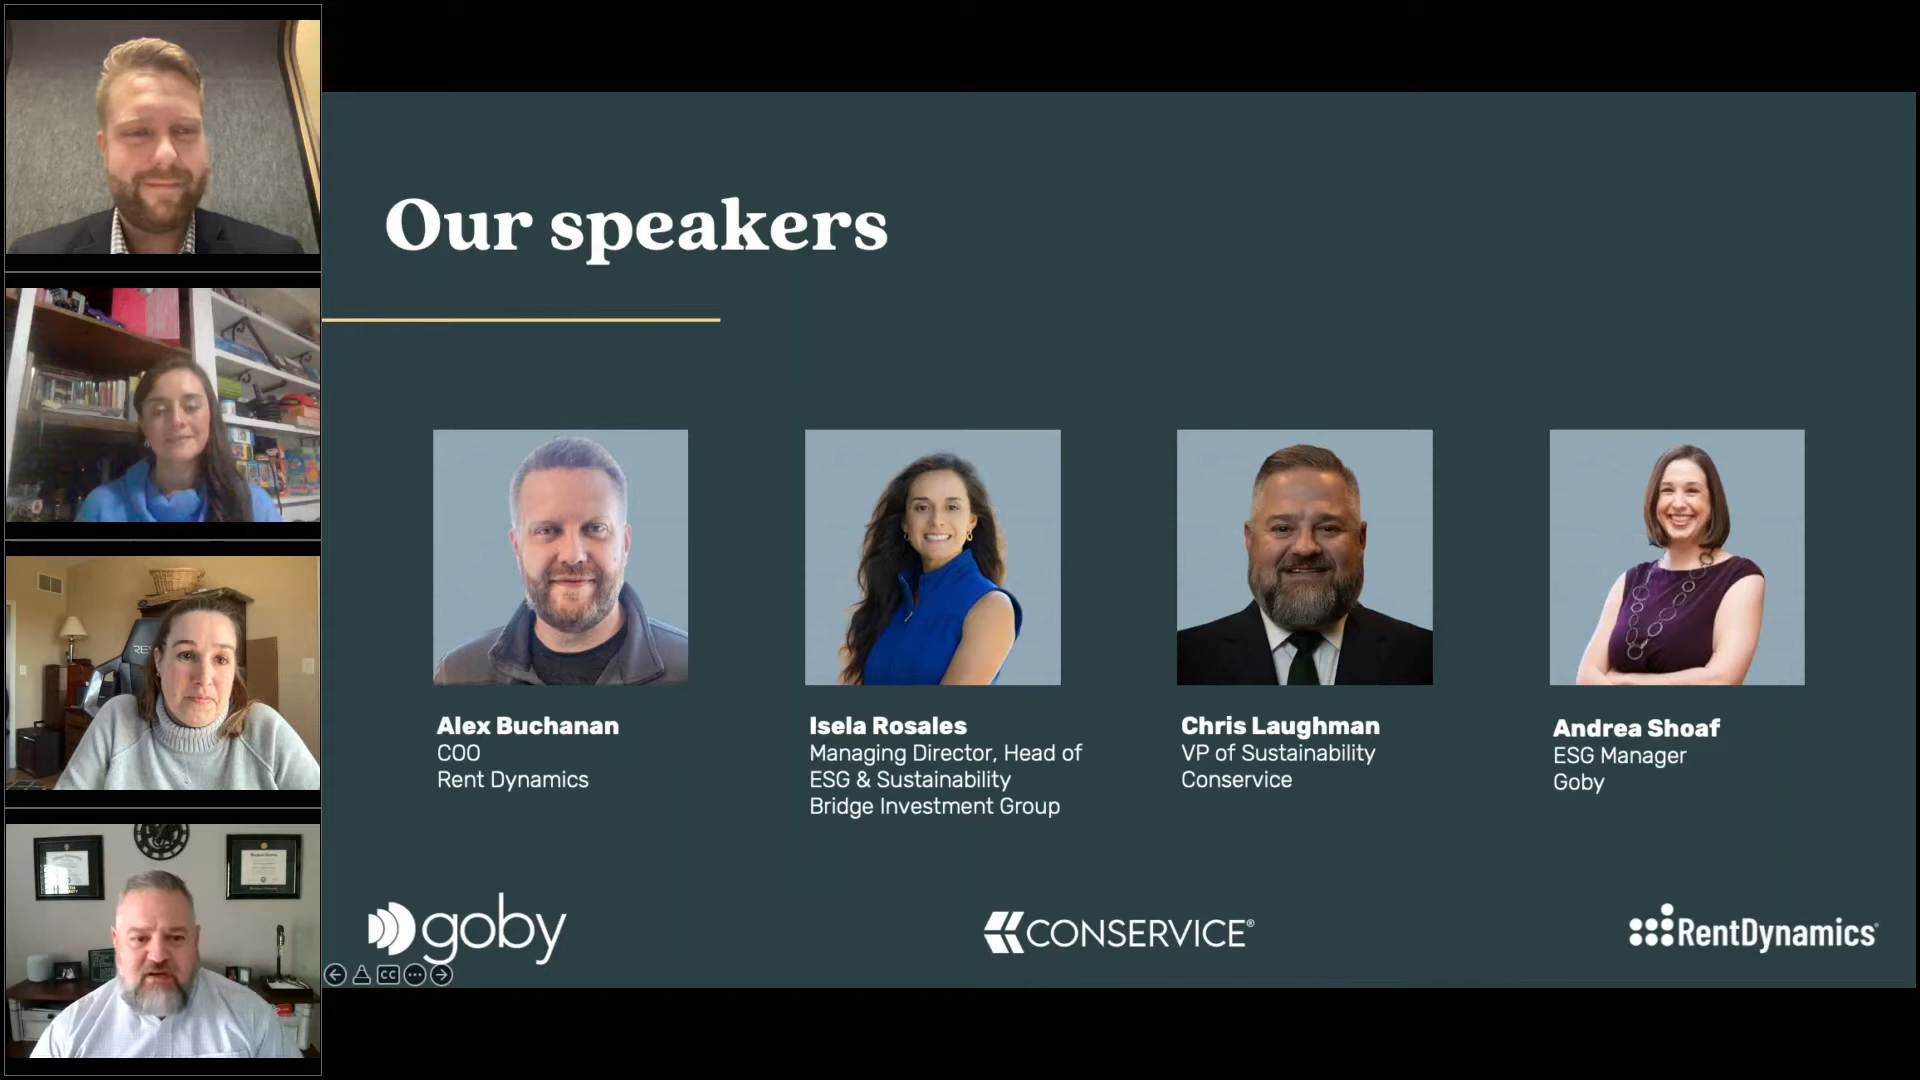 Our speakers
Alex Buchanan
COO
Rent Dynamics
Isela Rosales
Managing Director, Head of
ESG & Sustainability
Bridge Investment Group
Chris Laughman
VP of Sustainability
Conservice
Andrea Shoaf
ESG Manager
Goby
goby
CONSERVICE®
RentDynamics
CC